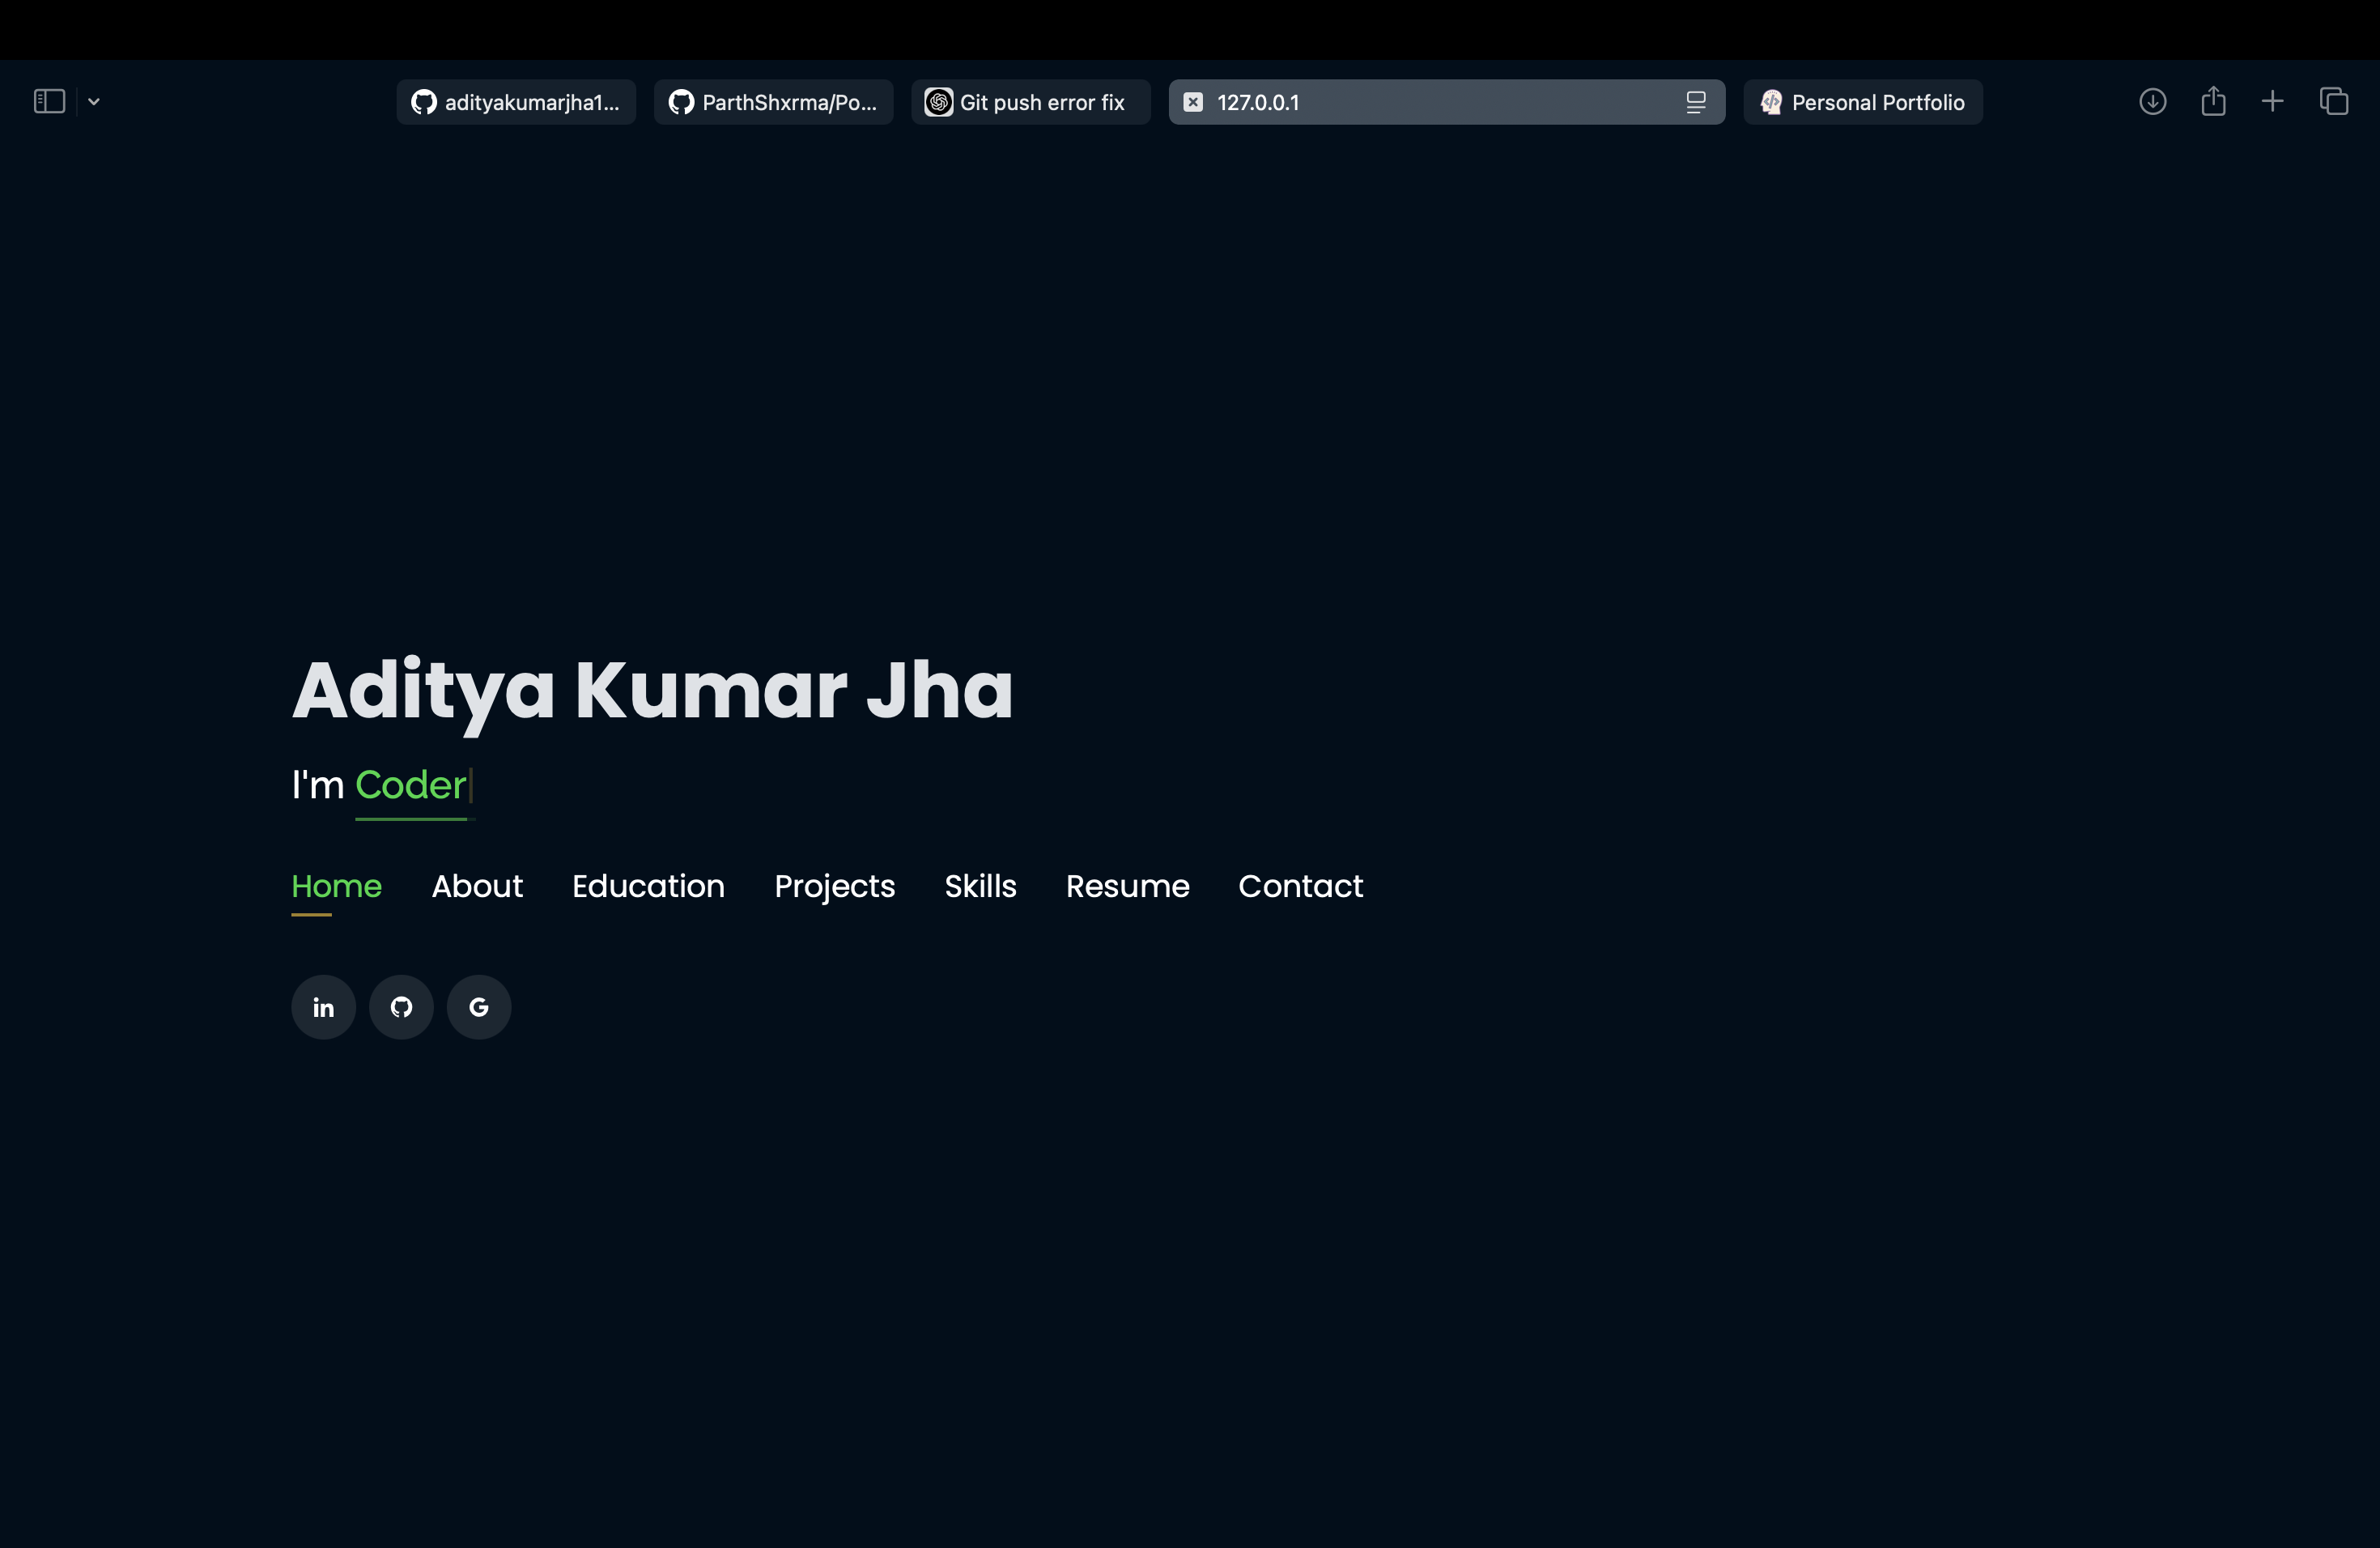 adityakumarjha1...
ParthShxrma/Po...
Git push error fix
127.0.0.1
Personal Portfolio
Aditya Kumar Jha
I'm Coder
Home About Education Projects Skills Resume Contact
in G